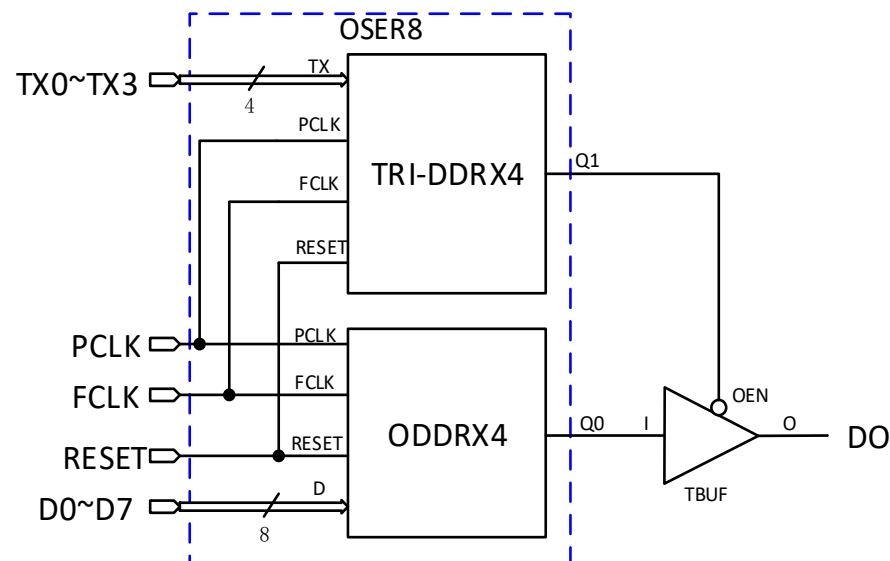 OSER8
TX0~TX3
4
TX
PCLK
FCLK
RESET
TRI-DDRX4
Q1
PCLK
FCLK
RESET
D0~D7
8
PCLK
FCLK
RESET
D
ODDRX4
Q0
I
OEN
TBUF
O
DO